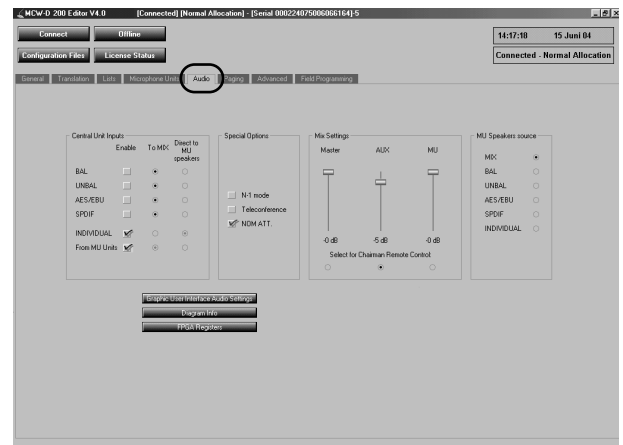 MCW-D 200 Editor V4.0 [Connected] [Normal Allocation] - [Serial 000224075006066164]-5
Connect Offline
14:17:18 15 Juni 04
Configuration Files License Status
Connected - Normal Allocation
General Translation Lists Microphone Units Audio Paging Advanced Field Programming
Central Unit Inputs
Enable To MIX Direct to MU speakers
BAL
UNBAL
AES/EBU
SPDIF
INDIVIDUAL
From MU Units
Special Options
N-1 mode
Teleconference
NOM ATT.
Mix Settings
Master AUX MU
-0 dB -5 dB -0 dB
Select for Chairman Remote Control:
MU Speakers source
MIX
BAL
UNBAL
AES/EBU
SPDIF
INDIVIDUAL
Graphic User Interface Audio Settings
Diagram Info
FPGA Registers